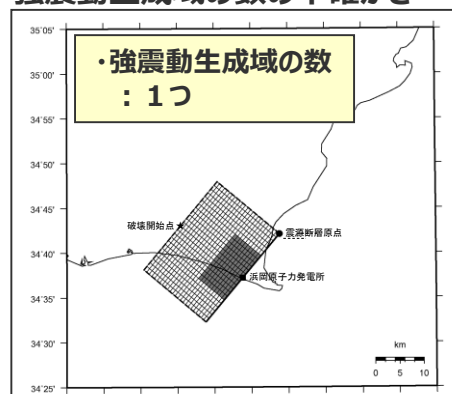 強震動生成域の数の不確かさ
・強震動生成域の数
：１つ
35˚05'
35˚00'
34˚55'
34˚50'
34˚45'
34˚40'
34˚35'
34˚30'
34˚25'
破壊開始点
震源断層原点
浜岡原子力発電所
km
0 5 10